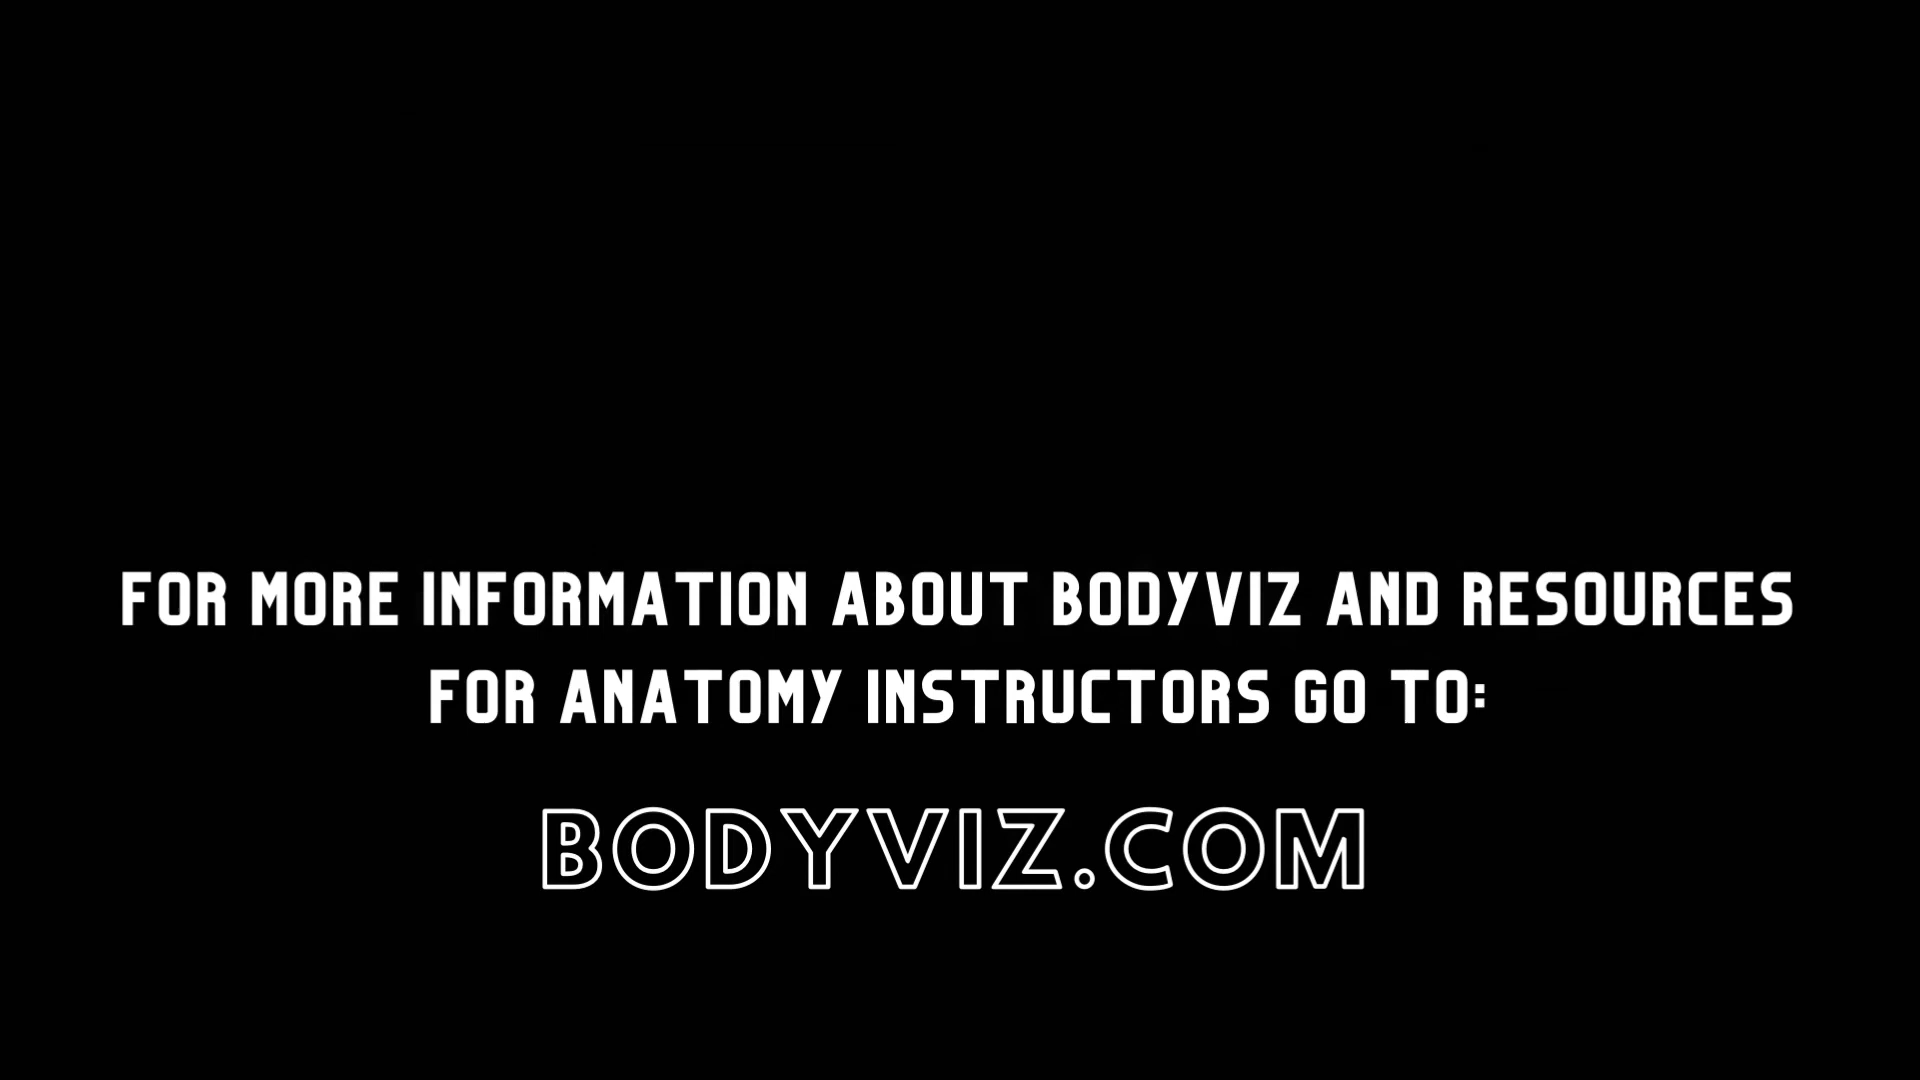 FOR MORE INFORMATION ABOUT BODYVIZ AND RESOURCES
FOR ANATOMY INSTRUCTORS GO TO:
BODYVIZ.COM